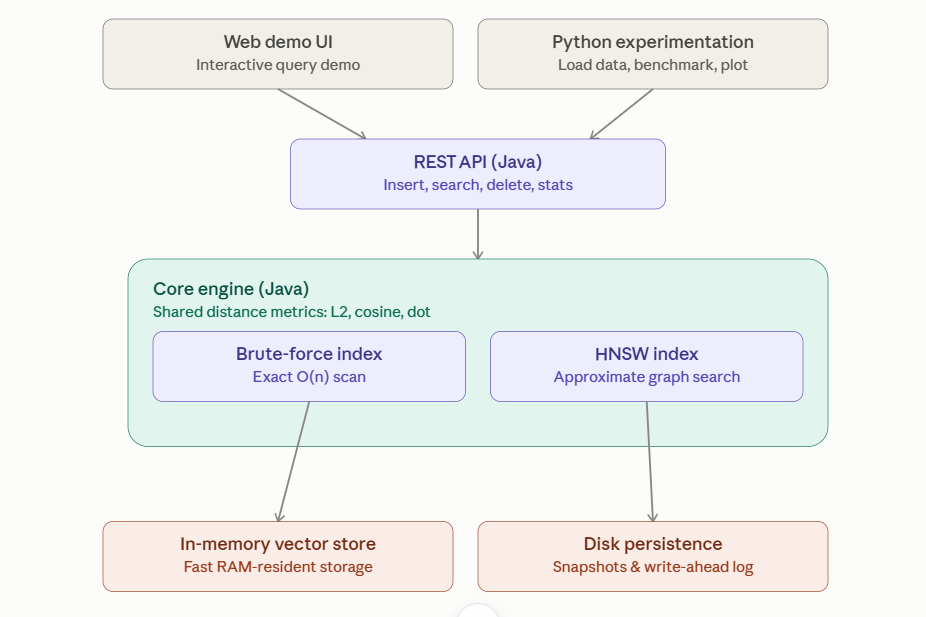 Web demo UI
Interactive query demo
Python experimentation
Load data, benchmark, plot
REST API (Java)
Insert, search, delete, stats
Core engine (Java)
Shared distance metrics: L2, cosine, dot
Brute-force index
Exact O(n) scan
HNSW index
Approximate graph search
In-memory vector store
Fast RAM-resident storage
Disk persistence
Snapshots & write-ahead log